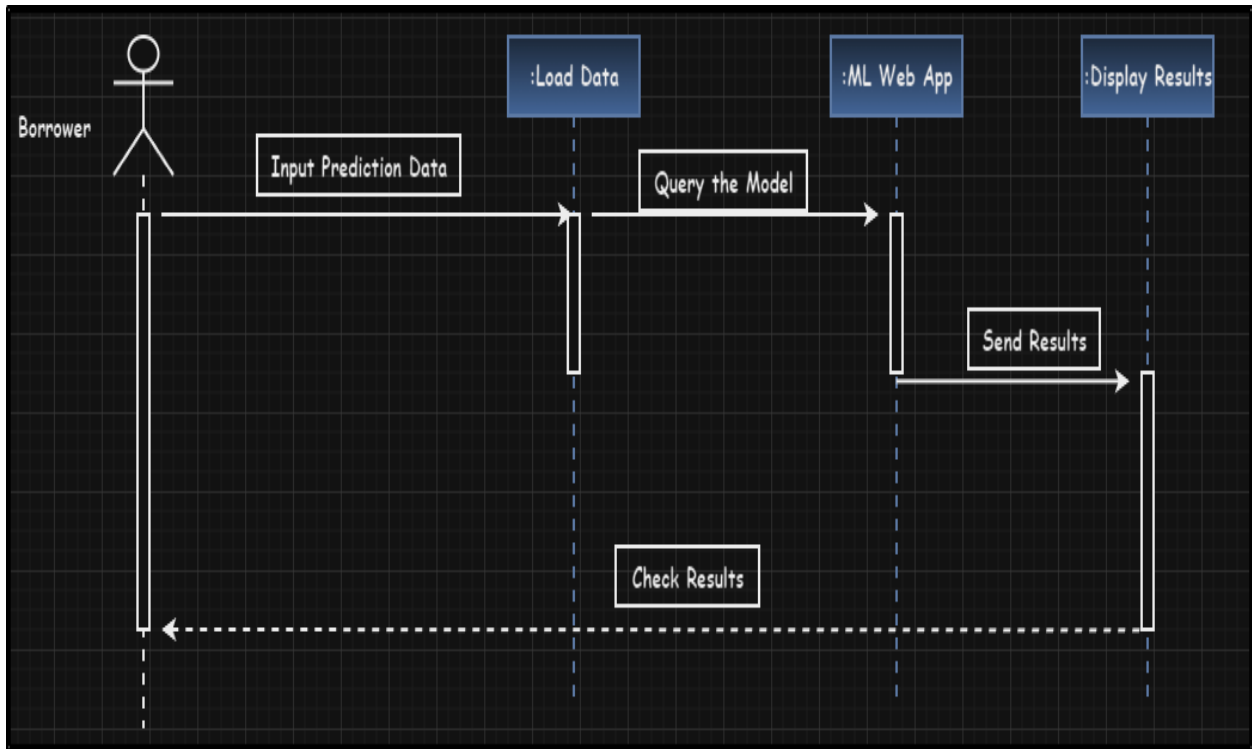 :Load Data
:ML Web App
:Display Results
Borrower
Input Prediction Data
Query the Model
Send Results
Check Results